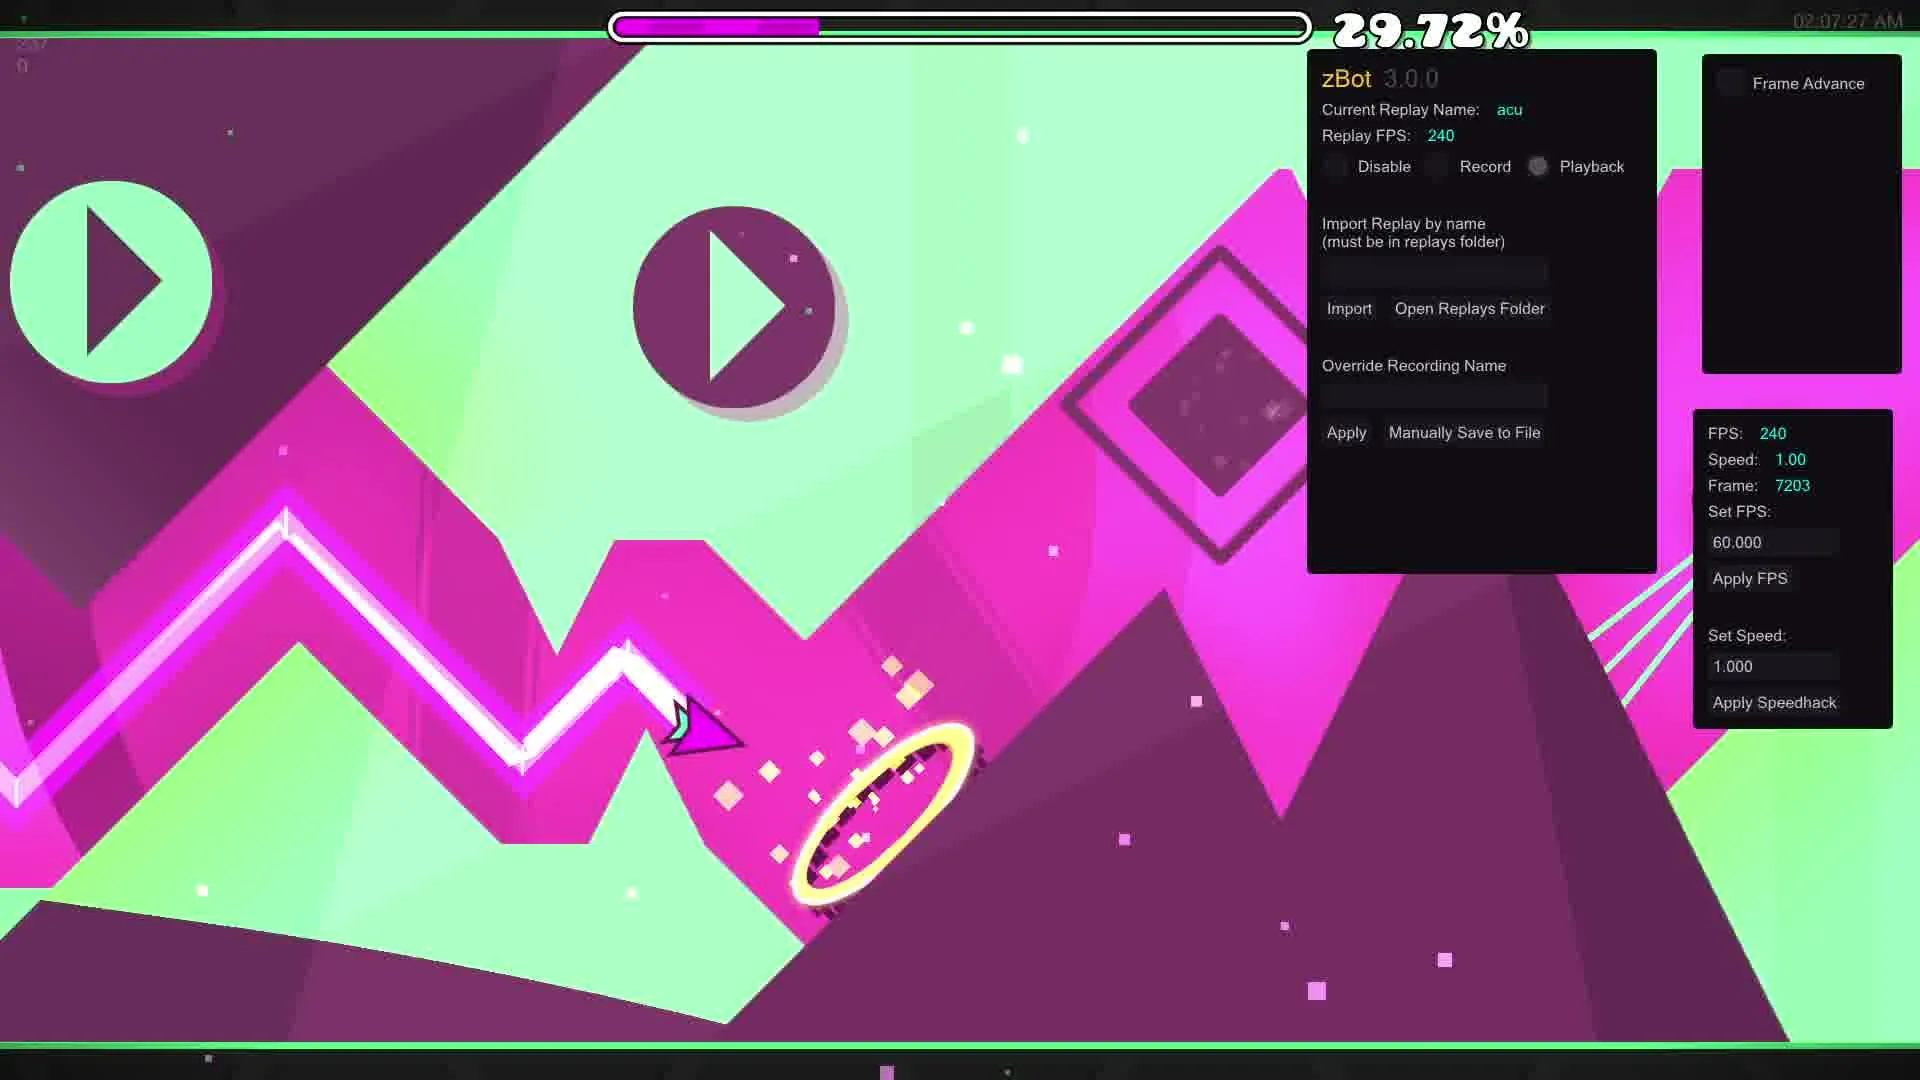 29.72%
02:07:27 AM
0
zBot 3.0.0
Current Replay Name: acu
Replay FPS: 240
Disable Record Playback
Import Replay by name
(must be in replays folder)
Import Open Replays Folder
Override Recording Name
Apply Manually Save to File
Frame Advance
FPS: 240
Speed: 1.00
Frame: 7203
Set FPS:
60.000
Apply FPS
Set Speed:
1.000
Apply Speedhack